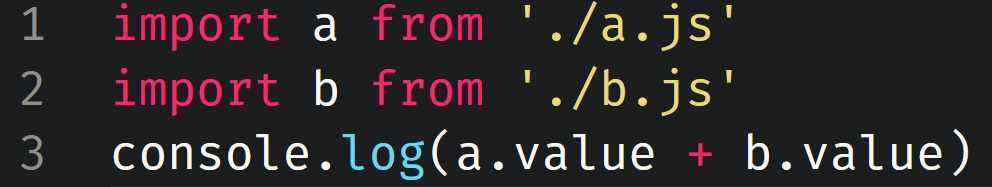 1 import a from './a.js'
2 import b from './b.js'
3 console.log(a.value + b.value)